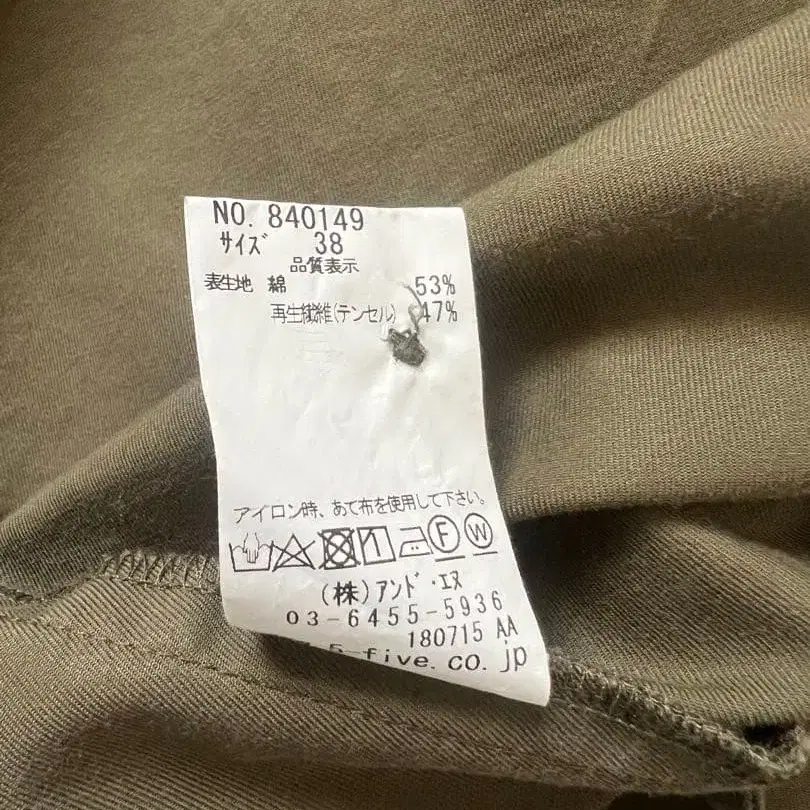 NO. 840149
サイズ 38
品質表示
表生地 綿 53%
再生繊維(テンセル) 47%
アイロン時、あて布を使用して下さい。
F W
(株)アンド・エヌ
03-6455-5936
180715 AA
5-five.co.jp